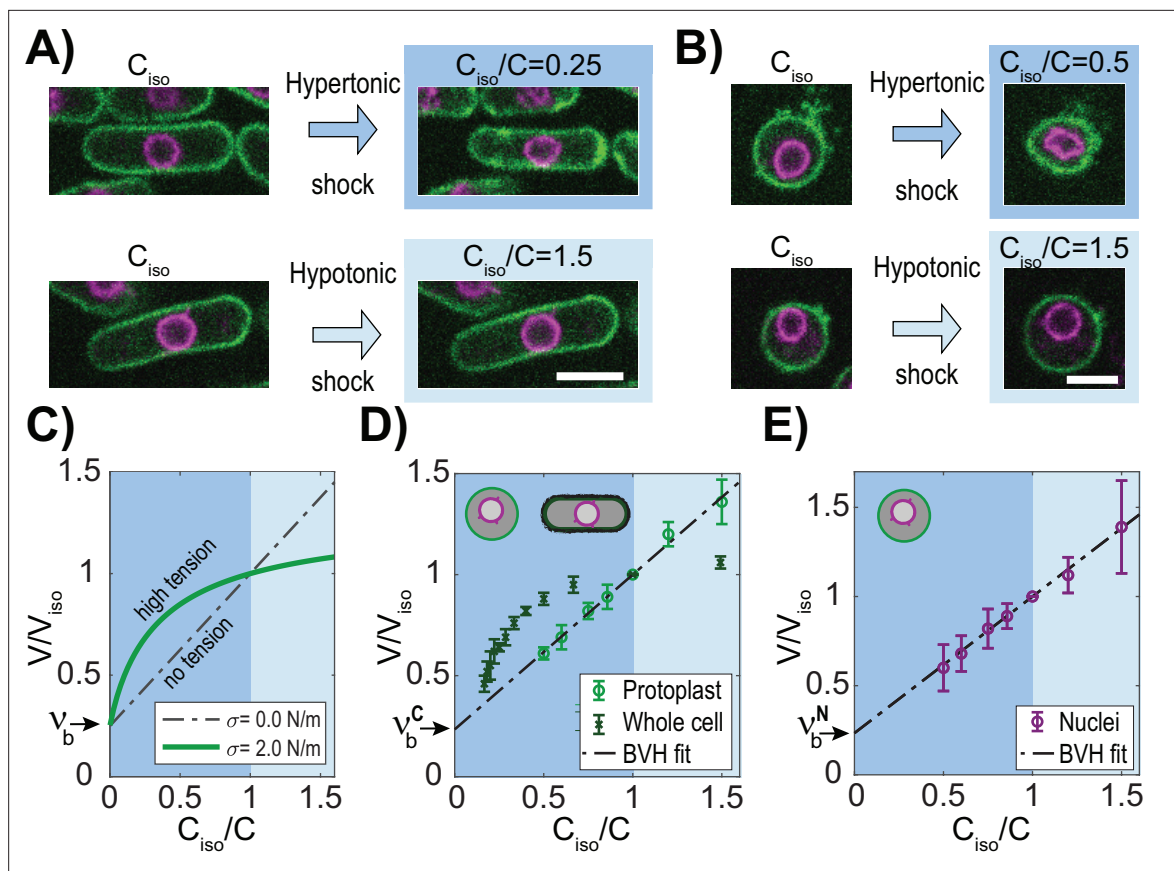 A)
C_iso
Hypertonic
shock
C_iso/C=0.25
C_iso
Hypotonic
shock
C_iso/C=1.5
B)
C_iso
Hypertonic
shock
C_iso/C=0.5
C_iso
Hypotonic
shock
C_iso/C=1.5
C)
V/V_iso
1.5
1
0.5
0
ν_b
high tension
no tension
σ= 0.0 N/m
σ= 2.0 N/m
0 0.5 1 1.5
C_iso/C
D)
V/V_iso
1.5
1
0.5
0
ν_b^C
Protoplast
Whole cell
BVH fit
0 0.5 1 1.5
C_iso/C
E)
V/V_iso
1.5
1.0
0.5
0
ν_b^N
Nuclei
BVH fit
0 0.5 1 1.5
C_iso/C